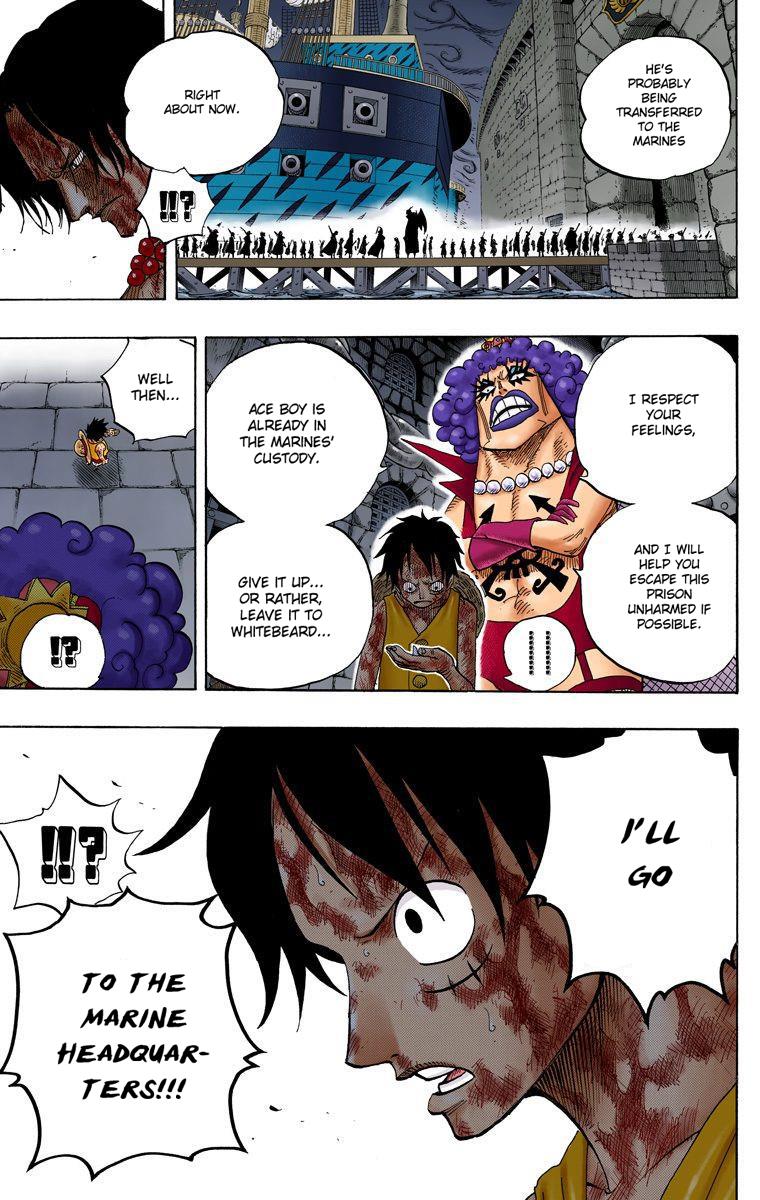 HE'S
PROBABLY
BEING
TRANSFERRED
TO THE
MARINES
RIGHT
ABOUT NOW.
!!?
I RESPECT
YOUR
FEELINGS,
AND I WILL
HELP YOU
ESCAPE THIS
PRISON
UNHARMED IF
POSSIBLE.
!!
ACE BOY IS
ALREADY IN
THE MARINES'
CUSTODY.
GIVE IT UP...
OR RATHER,
LEAVE IT TO
WHITEBEARD...
WELL
THEN...
!?
I'LL
GO
!!?
TO THE
MARINE
HEADQUAR-
TERS!!!